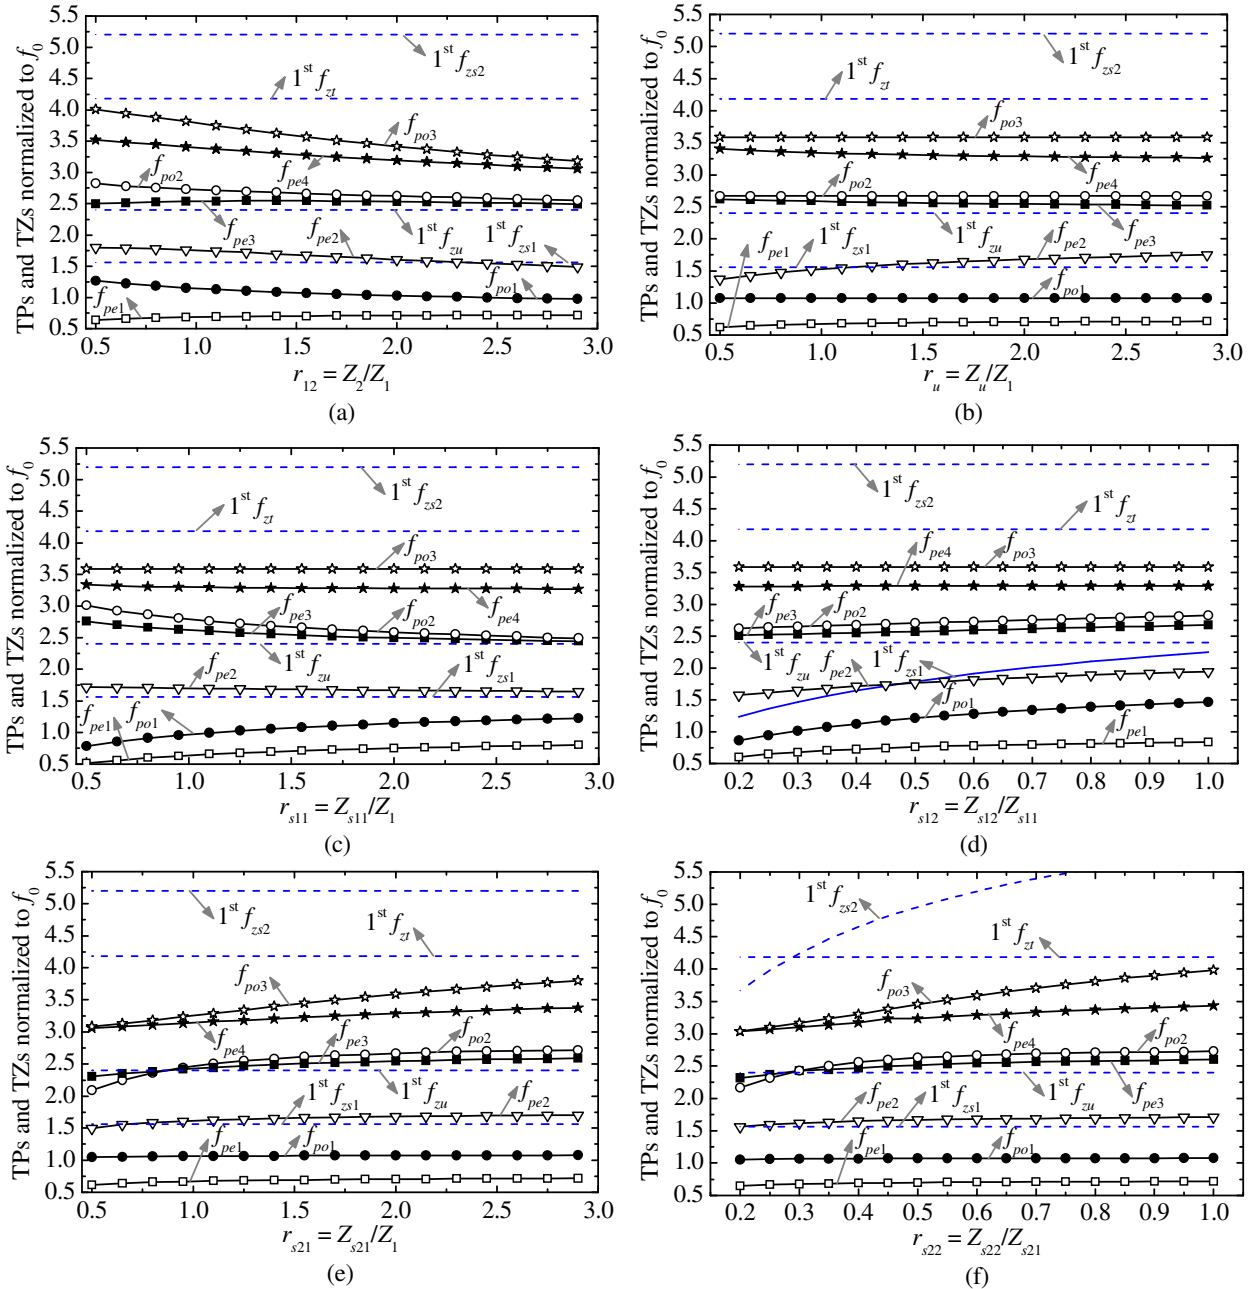 TPs and TZs normalized to f0
5.5
5.0
4.5
4.0
3.5
3.0
2.5
2.0
1.5
1.0
0.5
1st fzs2
1st fzt
fpo3
fpe4
fpo2
fpe3
fpe2
1st fzu
1st fzs1
fpe1
fpo1
0.5 1.0 1.5 2.0 2.5 3.0
r12 = Z2/Z1
(a)
TPs and TZs normalized to f0
5.5
5.0
4.5
4.0
3.5
3.0
2.5
2.0
1.5
1.0
0.5
1st fzs2
1st fzt
fpo3
fpo2
fpe4
fpe1
1st fzs1
1st fzu
fpe2
fpe3
fpo1
0.5 1.0 1.5 2.0 2.5 3.0
ru = Zu/Z1
(b)
TPs and TZs normalized to f0
5.5
5.0
4.5
4.0
3.5
3.0
2.5
2.0
1.5
1.0
0.5
1st fzs2
1st fzt
fpo3
fpe3
fpo2
fpe4
fpe2
1st fzu
1st fzs1
fpe1
fpo1
0.5 1.0 1.5 2.0 2.5 3.0
rs11 = Zs11/Z1
(c)
TPs and TZs normalized to f0
5.5
5.0
4.5
4.0
3.5
3.0
2.5
2.0
1.5
1.0
0.5
1st fzs2
1st fzt
fpe4
fpo3
fpe3
fpo2
1st fzu
fpe2
1st fzs1
fpo1
fpe1
0.2 0.3 0.4 0.5 0.6 0.7 0.8 0.9 1.0
rs12 = Zs12/Zs11
(d)
TPs and TZs normalized to f0
5.5
5.0
4.5
4.0
3.5
3.0
2.5
2.0
1.5
1.0
0.5
1st fzs2
1st fzt
fpo3
fpe4
fpe3
fpo2
1st fzs1
1st fzu
fpe2
fpe1
fpo1
0.5 1.0 1.5 2.0 2.5 3.0
rs21 = Zs21/Z1
(e)
TPs and TZs normalized to f0
5.5
5.0
4.5
4.0
3.5
3.0
2.5
2.0
1.5
1.0
0.5
1st fzs2
1st fzt
fpo3
fpe4
fpo2
fpe2
1st fzs1
1st fzu
fpe3
fpe1
fpo1
0.2 0.3 0.4 0.5 0.6 0.7 0.8 0.9 1.0
rs22 = Zs22/Zs21
(f)